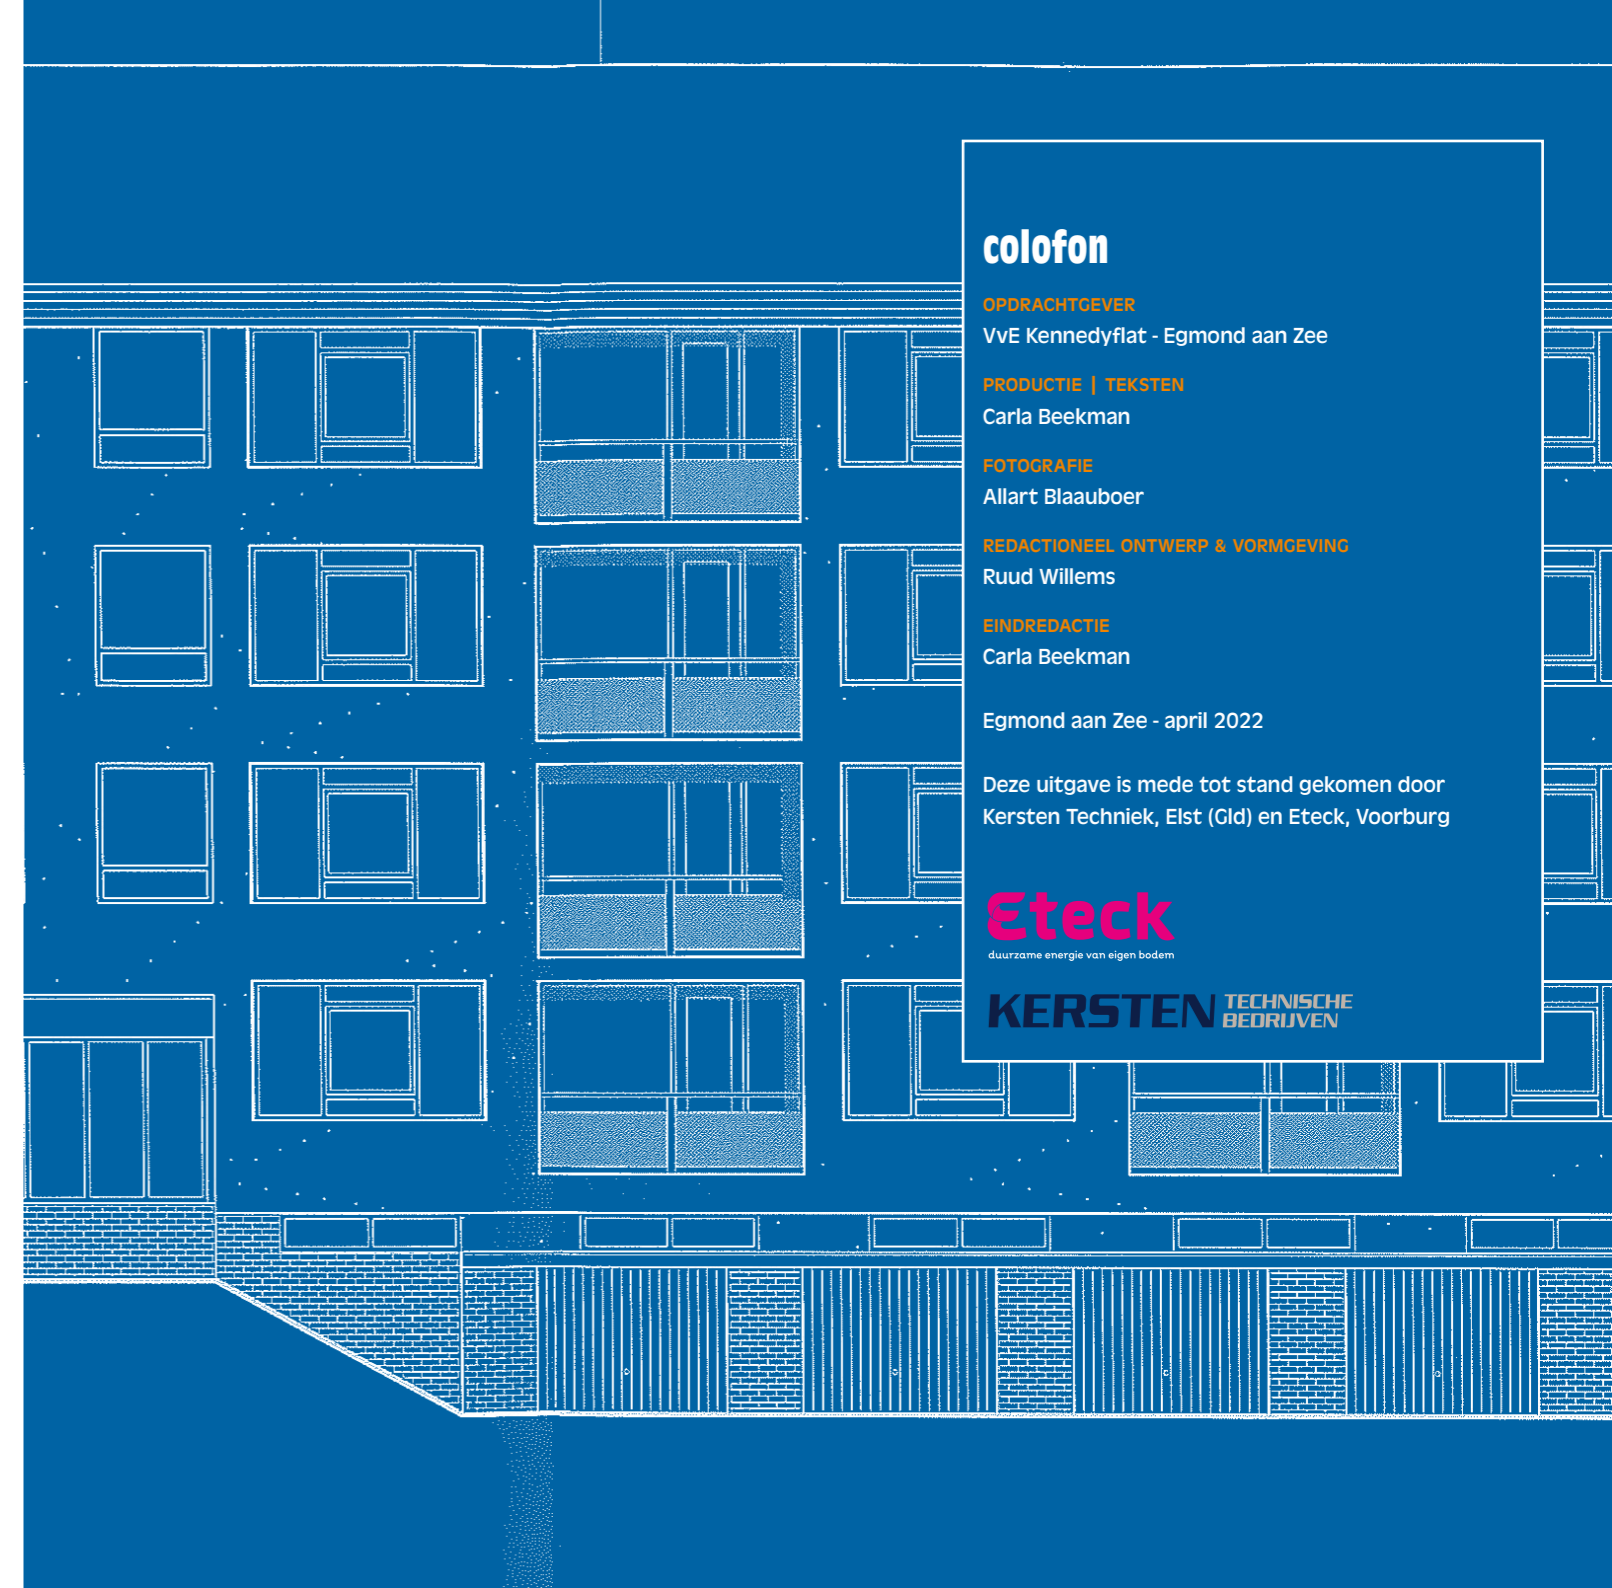 colofon
OPDRACHTGEVER
VvE Kennedyflat - Egmond aan Zee
PRODUCTIE | TEKSTEN
Carla Beekman
FOTOGRAFIE
Allart Blaauboer
REDACTIONEEL ONTWERP & VORMGEVING
Ruud Willems
EINDREDACTIE
Carla Beekman
Egmond aan Zee - april 2022
Deze uitgave is mede tot stand gekomen door
Kersten Techniek, Elst (Gld) en Eteck, Voorburg
Eteck
duurzame energie van eigen bodem
KERSTEN TECHNISCHE
BEDRIJVEN